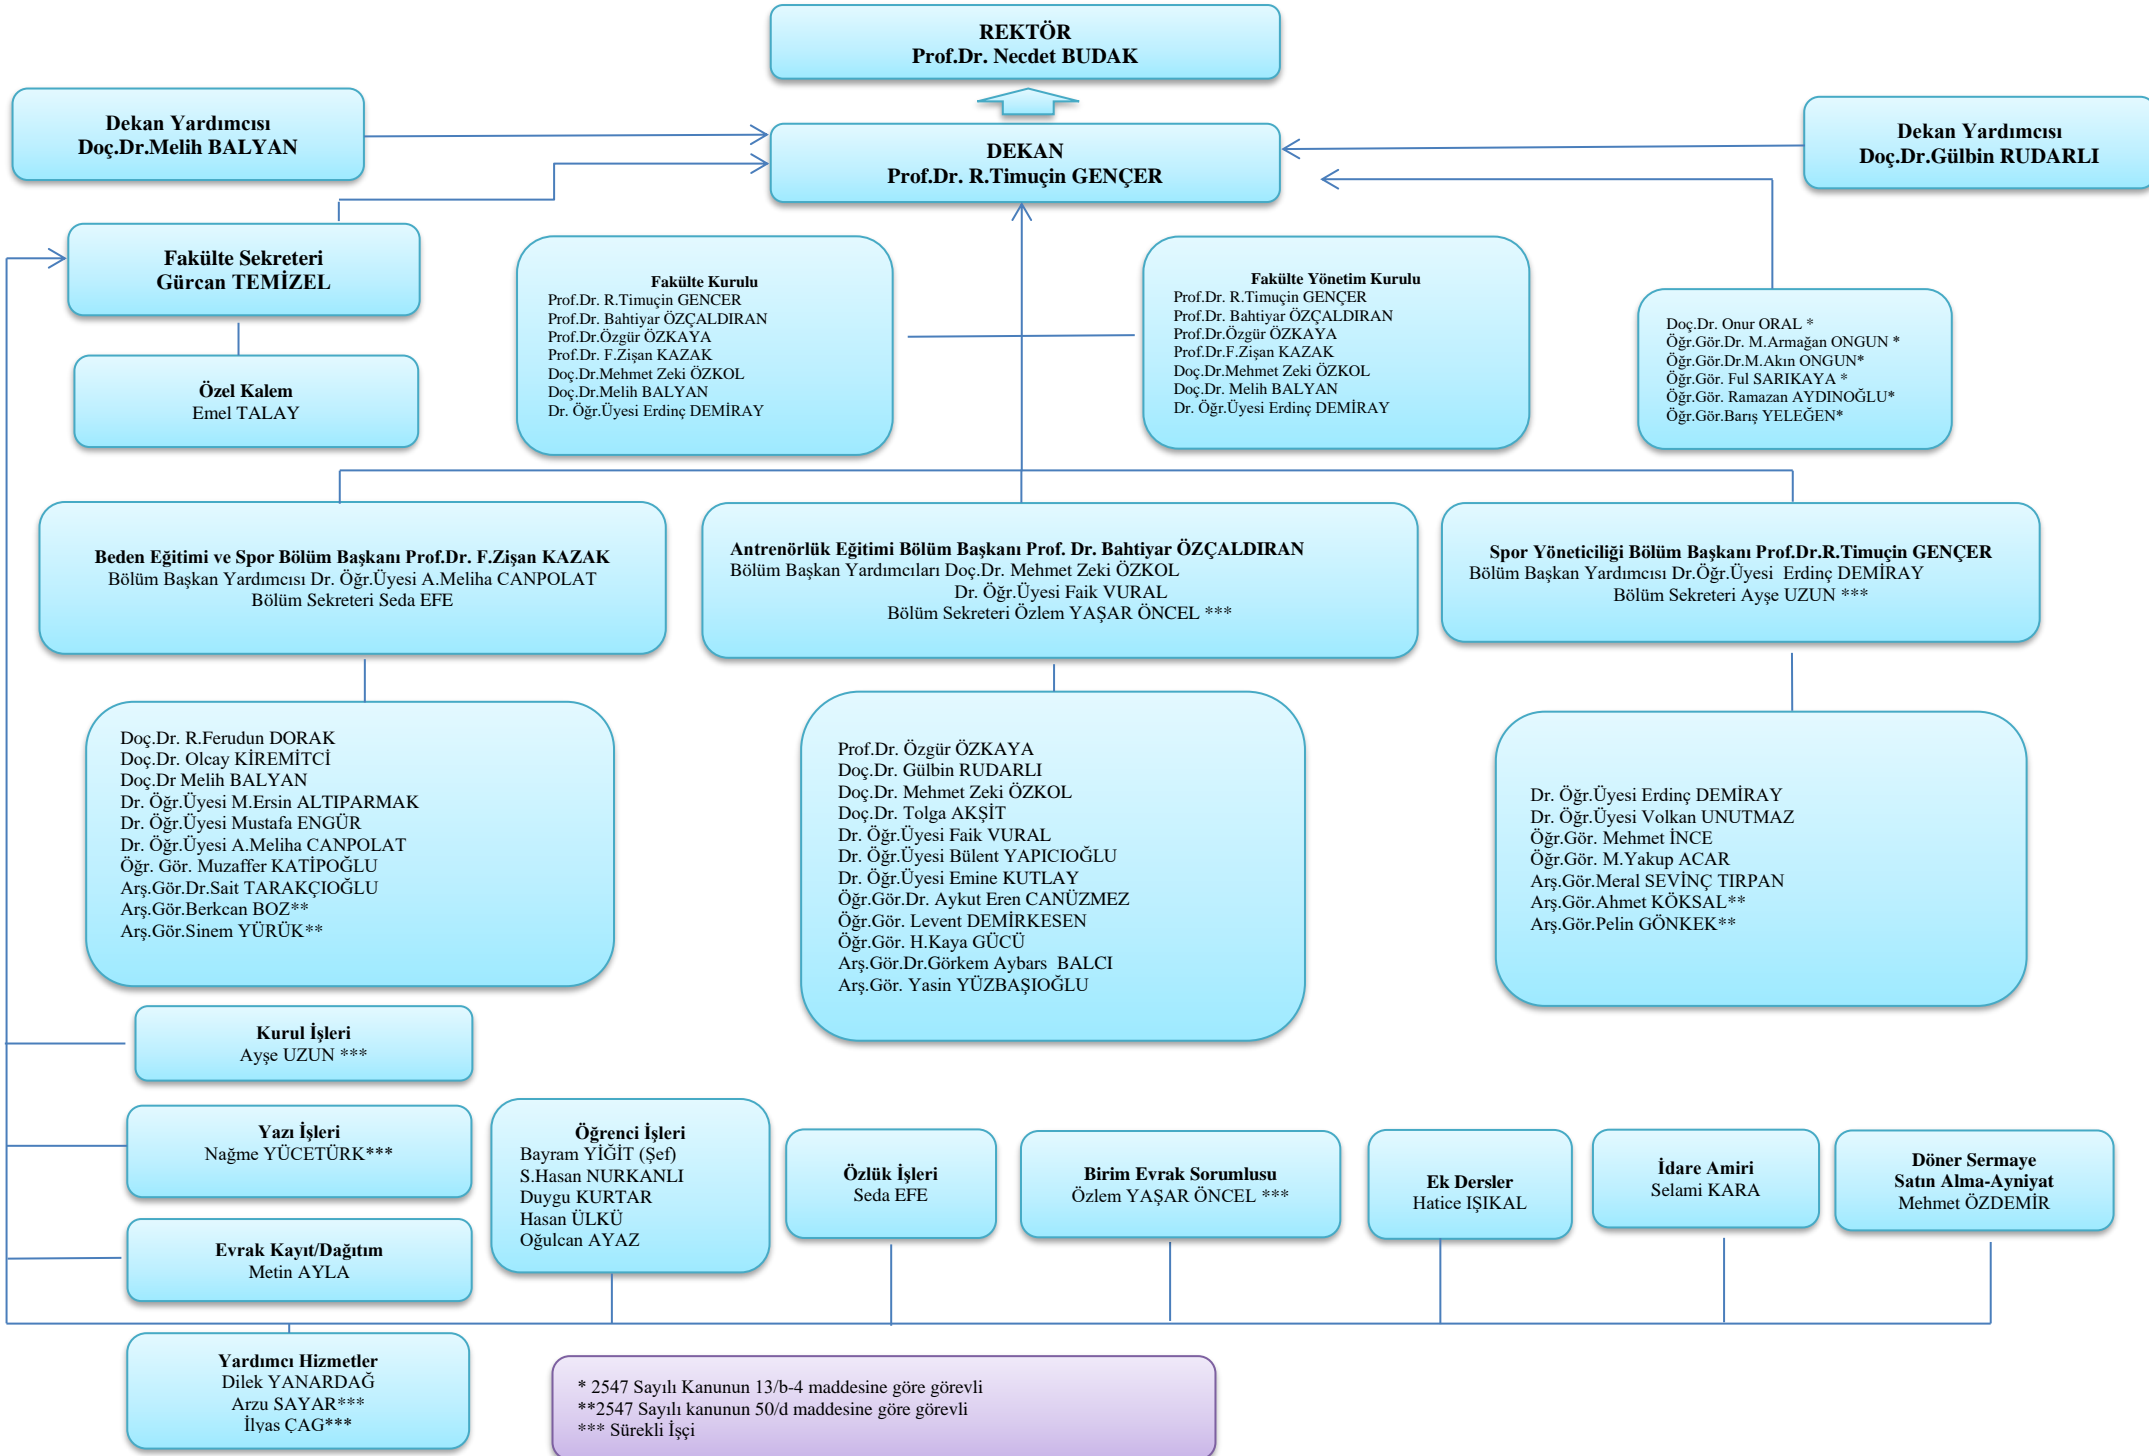 REKTÖR
Prof.Dr. Necdet BUDAK
Dekan Yardımcısı
Doç.Dr.Melih BALYAN
DEKAN
Prof.Dr. R.Timuçin GENÇER
Dekan Yardımcısı
Doç.Dr.Gülbin RUDARLI
Fakülte Sekreteri
Gürcan TEMİZEL
Özel Kalem
Emel TALAY
Fakülte Kurulu
Prof.Dr. R.Timuçin GENCER
Prof.Dr. Bahtiyar ÖZÇALDIRAN
Prof.Dr.Özgür ÖZKAYA
Prof.Dr. F.Zişan KAZAK
Doç.Dr.Mehmet Zeki ÖZKOL
Doç.Dr.Melih BALYAN
Dr. Öğr.Üyesi Erdinç DEMİRAY
Fakülte Yönetim Kurulu
Prof.Dr. R.Timuçin GENÇER
Prof.Dr. Bahtiyar ÖZÇALDIRAN
Prof.Dr.Özgür ÖZKAYA
Prof.Dr.F.Zişan KAZAK
Doç.Dr.Mehmet Zeki ÖZKOL
Doç.Dr. Melih BALYAN
Dr. Öğr.Üyesi Erdinç DEMİRAY
Doç.Dr. Onur ORAL *
Öğr.Gör.Dr. M.Armağan ONGUN *
Öğr.Gör.Dr.M.Akın ONGUN*
Öğr.Gör. Ful SARIKAYA *
Öğr.Gör. Ramazan AYDINOĞLU*
Öğr.Gör.Barış YELEĞEN*
Beden Eğitimi ve Spor Bölüm Başkanı Prof.Dr. F.Zişan KAZAK
Bölüm Başkan Yardımcısı Dr. Öğr.Üyesi A.Meliha CANPOLAT
Bölüm Sekreteri Seda EFE
Antrenörlük Eğitimi Bölüm Başkanı Prof. Dr. Bahtiyar ÖZÇALDIRAN
Bölüm Başkan Yardımcıları Doç.Dr. Mehmet Zeki ÖZKOL
Dr. Öğr.Üyesi Faik VURAL
Bölüm Sekreteri Özlem YAŞAR ÖNCEL ***
Spor Yöneticiliği Bölüm Başkanı Prof.Dr.R.Timuçin GENÇER
Bölüm Başkan Yardımcısı Dr.Öğr.Üyesi Erdinç DEMİRAY
Bölüm Sekreteri Ayşe UZUN ***
Doç.Dr. R.Ferudun DORAK
Doç.Dr. Olcay KİREMİTCİ
Doç.Dr Melih BALYAN
Dr. Öğr.Üyesi M.Ersin ALTIPARMAK
Dr. Öğr.Üyesi Mustafa ENGÜR
Dr. Öğr.Üyesi A.Meliha CANPOLAT
Öğr. Gör. Muzaffer KATİPOĞLU
Arş.Gör.Dr.Sait TARAKÇIOĞLU
Arş.Gör.Berkcan BOZ**
Arş.Gör.Sinem YÜRÜK**
Prof.Dr. Özgür ÖZKAYA
Doç.Dr. Gülbin RUDARLI
Doç.Dr. Mehmet Zeki ÖZKOL
Doç.Dr. Tolga AKŞİT
Dr. Öğr.Üyesi Faik VURAL
Dr. Öğr.Üyesi Bülent YAPICIOĞLU
Dr. Öğr.Üyesi Emine KUTLAY
Öğr.Gör.Dr. Aykut Eren CANÜZMEZ
Öğr.Gör. Levent DEMİRKESEN
Öğr.Gör. H.Kaya GÜCÜ
Arş.Gör.Dr.Görkem Aybars BALCI
Arş.Gör. Yasin YÜZBAŞIOĞLU
Dr. Öğr.Üyesi Erdinç DEMİRAY
Dr. Öğr.Üyesi Volkan UNUTMAZ
Öğr.Gör. Mehmet İNCE
Öğr.Gör. M.Yakup ACAR
Arş.Gör.Meral SEVİNÇ TIRPAN
Arş.Gör.Ahmet KÖKSAL**
Arş.Gör.Pelin GÖNKEK**
Kurul İşleri
Ayşe UZUN ***
Yazı İşleri
Nağme YÜCETÜRK***
Evrak Kayıt/Dağıtım
Metin AYLA
Öğrenci İşleri
Bayram YİĞİT (Şef)
S.Hasan NURKANLI
Duygu KURTAR
Hasan ÜLKÜ
Oğulcan AYAZ
Özlük İşleri
Seda EFE
Birim Evrak Sorumlusu
Özlem YAŞAR ÖNCEL ***
Ek Dersler
Hatice IŞIKAL
İdare Amiri
Selami KARA
Döner Sermaye
Satın Alma-Ayniyat
Mehmet ÖZDEMİR
Yardımcı Hizmetler
Dilek YANARDAĞ
Arzu SAYAR***
İlyas ÇAG***
* 2547 Sayılı Kanunun 13/b-4 maddesine göre görevli
**2547 Sayılı kanunun 50/d maddesine göre görevli
*** Sürekli İşçi